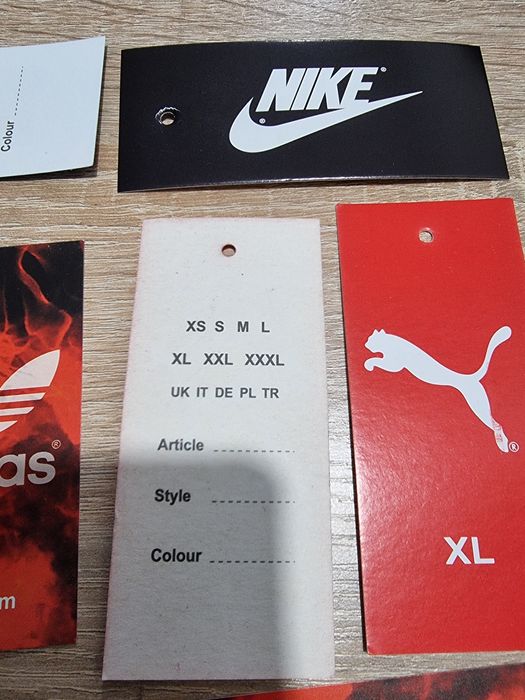 Colour
NIKE
®
®
XS S M L
XL XXL XXXL
UK IT DE PL TR
Article
Style
Colour
as
®
m
®
XL